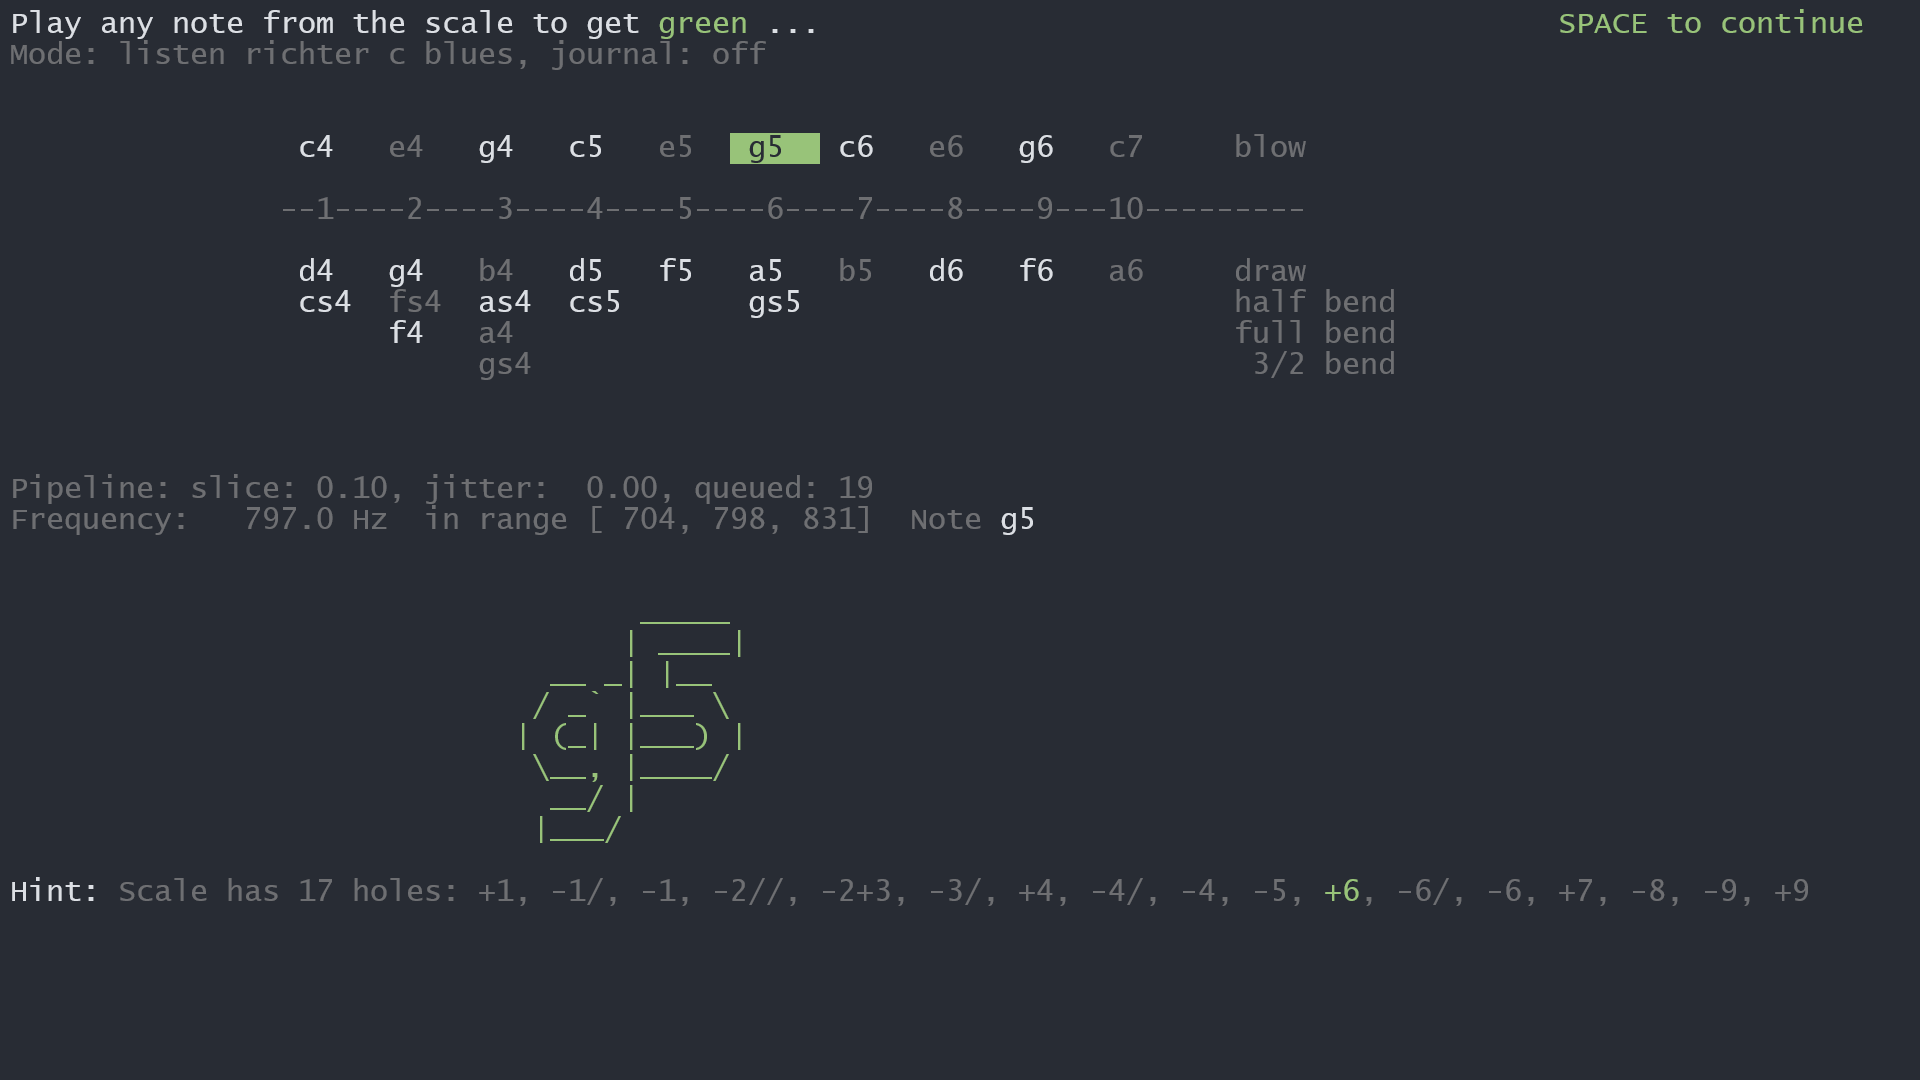 Play any note from the scale to get green ... SPACE to continue
Mode: listen richter c blues, journal: off
c4 e4 g4 c5 e5 g5 c6 e6 g6 c7 blow
--1----2----3----4----5----6----7----8----9---10---------
d4 g4 b4 d5 f5 a5 b5 d6 f6 a6 draw
cs4 fs4 as4 cs5 gs5 half bend
f4 a4 full bend
gs4 3/2 bend
Pipeline: slice: 0.10, jitter:  0.00, queued: 19
Frequency:   797.0 Hz  in range [ 704, 798, 831]  Note g5
g5
Hint: Scale has 17 holes: +1, -1/, -1, -2//, -2+3, -3/, +4, -4/, -4, -5, +6, -6/, -6, +7, -8, -9, +9